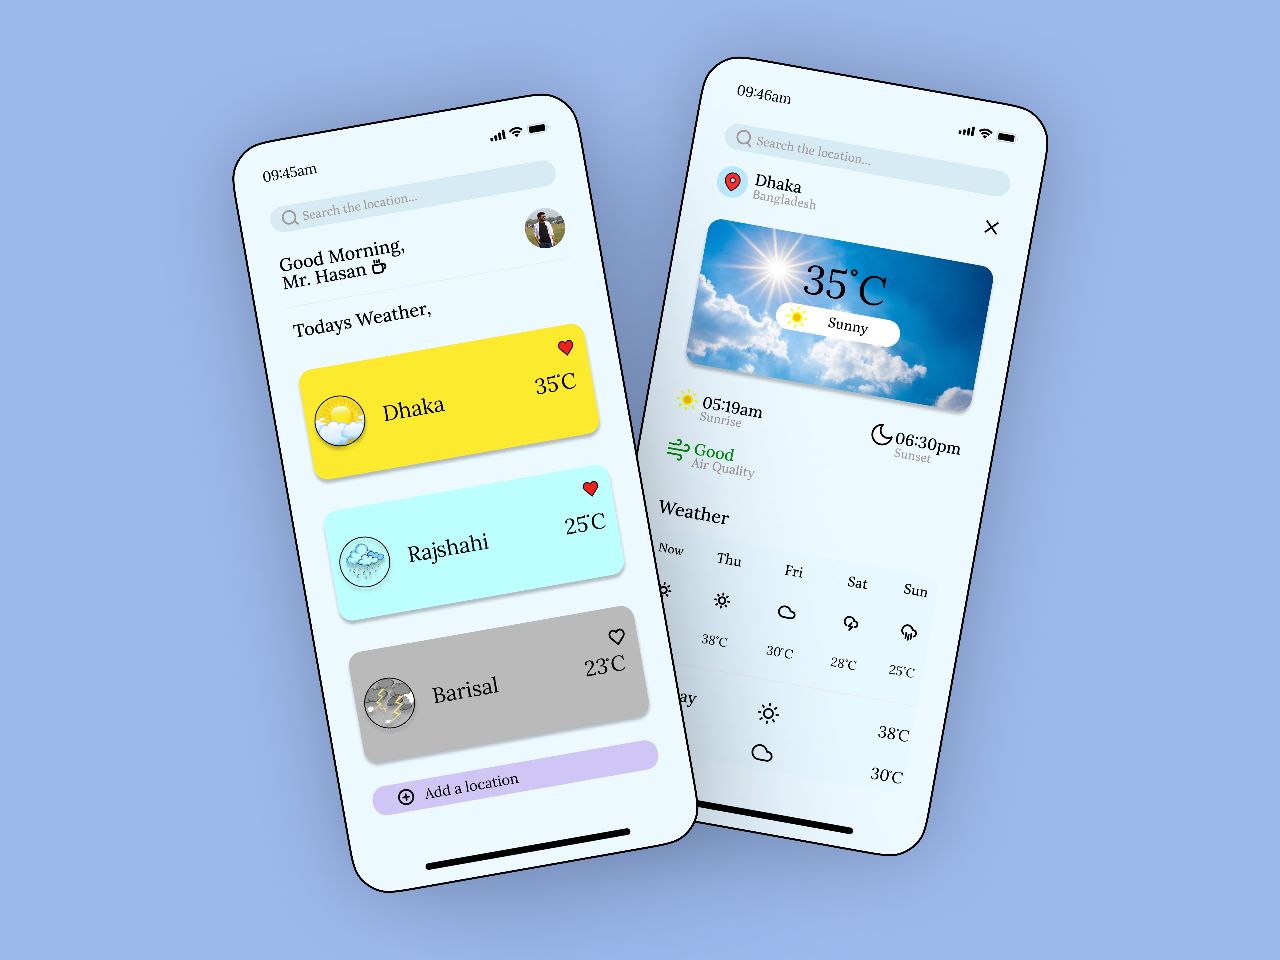 09:45am
Search the location...
Good Morning,
Mr. Hasan
Todays Weather,
Dhaka
35°C
Rajshahi
25°C
Barisal
23°C
Add a location
09:46am
Search the location...
Dhaka
Bangladesh
35°C
Sunny
05:19am
Sunrise
06:30pm
Sunset
Good
Air Quality
Weather
Now Thu Fri Sat Sun
38°C 30°C 28°C 25°C
ay 38°C
30°C